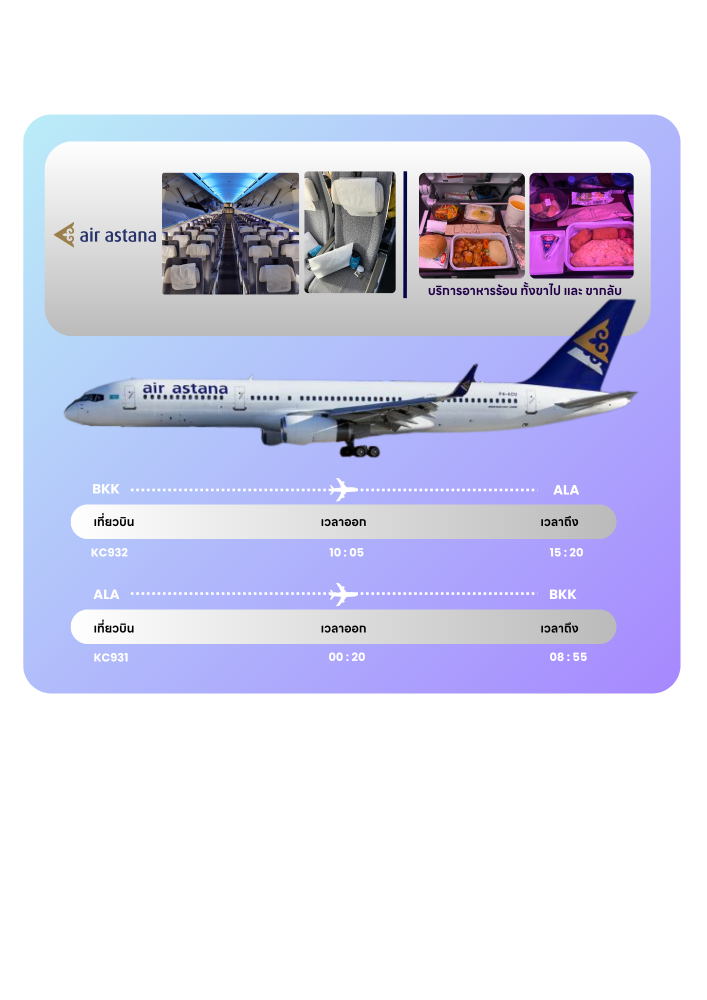 air astana
บริการอาหารร้อน ทั้งขาไป และ ขากลับ
air astana
BKK ALA
เที่ยวบิน เวลาออก เวลาถึง
KC932 10 : 05 15 : 20
ALA BKK
เที่ยวบิน เวลาออก เวลาถึง
KC931 00 : 20 08 : 55